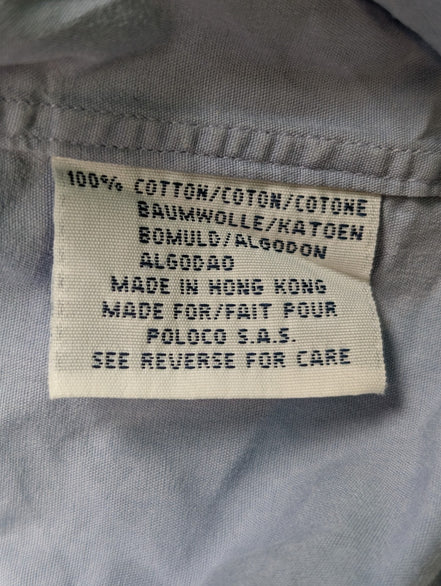 100% COTTON/COTON/COTONE
BAUMWOLLE/KATOEN
BOMULD/ALGODON
ALGODAO
MADE IN HONG KONG
MADE FOR/FAIT POUR
POLOCO S.A.S.
SEE REVERSE FOR CARE